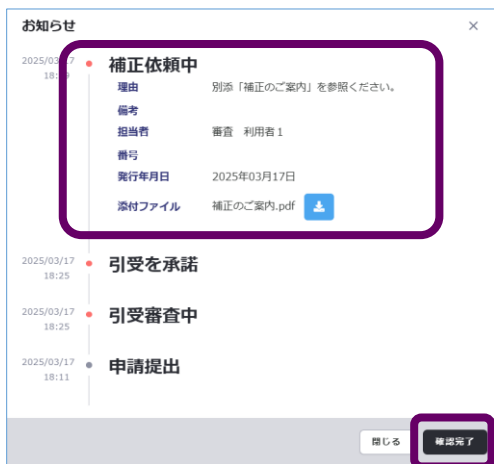 お知らせ ×
2025/03/17
補正依頼中
理由 別添「補正のご案内」を参照ください。
備考
担当者 審査 利用者1
番号
発行年月日 2025年03月17日
添付ファイル 補正のご案内.pdf
2025/03/17
18:25
引受を承諾
2025/03/17
18:25
引受審査中
2025/03/17
18:11
申請提出
閉じる 確認完了